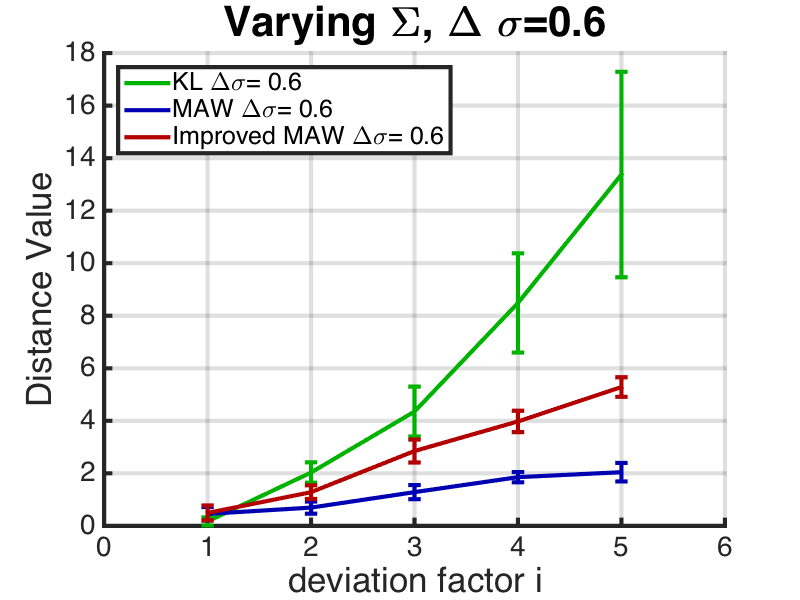 Varying Σ, Δ σ=0.6
KL Δσ= 0.6
MAW Δσ= 0.6
Improved MAW Δσ= 0.6
Distance Value
18
16
14
12
10
8
6
4
2
0
0 1 2 3 4 5 6
deviation factor i